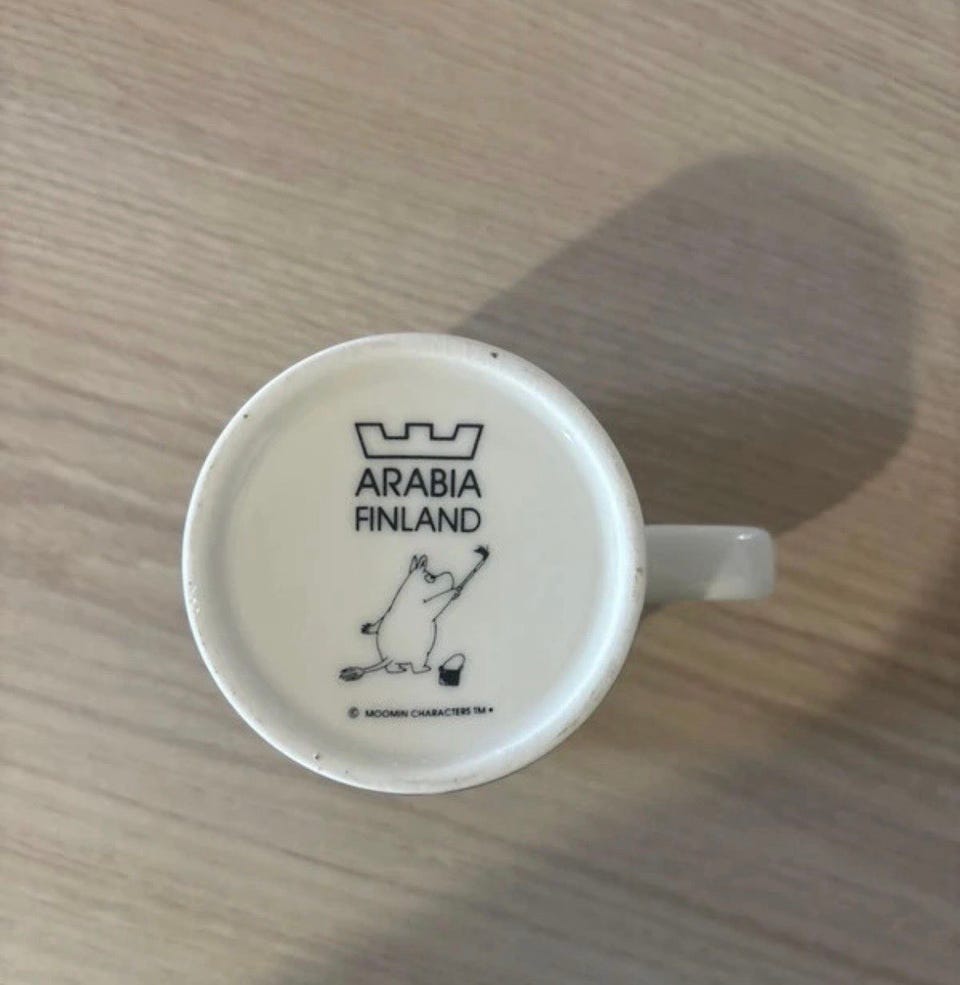 ARABIA
FINLAND
© MOOMIN CHARACTERS TM •